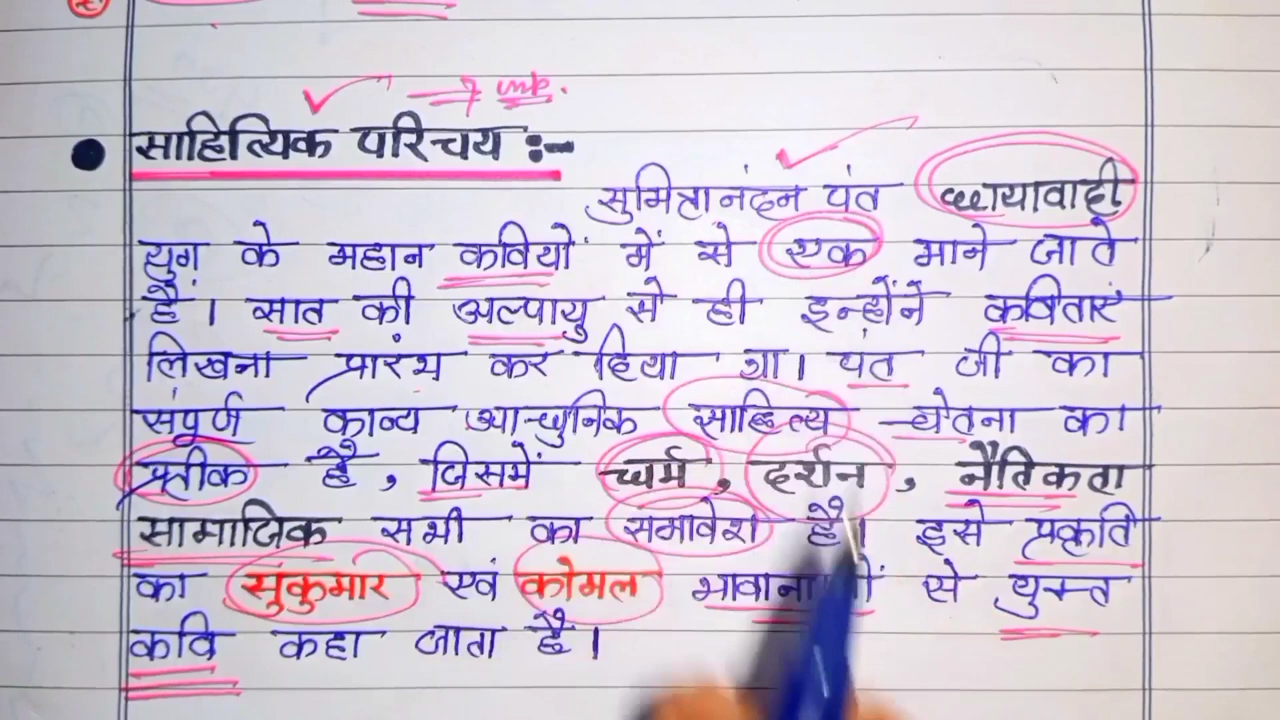 → Imp.
साहित्यिक परिचय :-
सुमित्रानंदन पंत छायावादी
युग के महान कवियों में से एक माने जाते
हैं। सात की अल्पायु से ही इन्होंने कविताएं
लिखना प्रारंभ कर दिया था। पंत जी का
संपूर्ण काव्य आधुनिक साहित्य चेतना का
प्रतीक है, जिसमें धर्म, दर्शन, नैतिकता
सामाजिक सभी का समावेश है। इसे प्रकृति
का सुकुमार एवं कोमल से युक्त
कवि कहा जाता है।